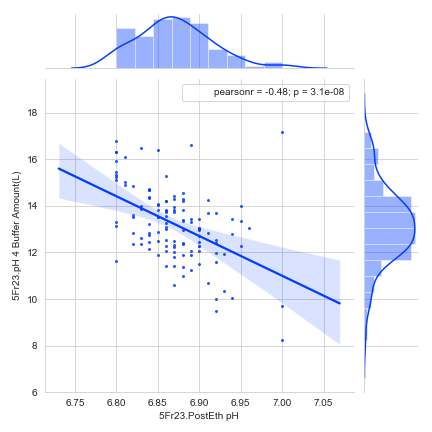 pearsonr = -0.48; p = 3.1e-08
18
16
14
12
10
8
6
5Fr23.pH 4 Buffer Amount(L)
6.75 6.80 6.85 6.90 6.95 7.00 7.05
5Fr23.PostEth pH